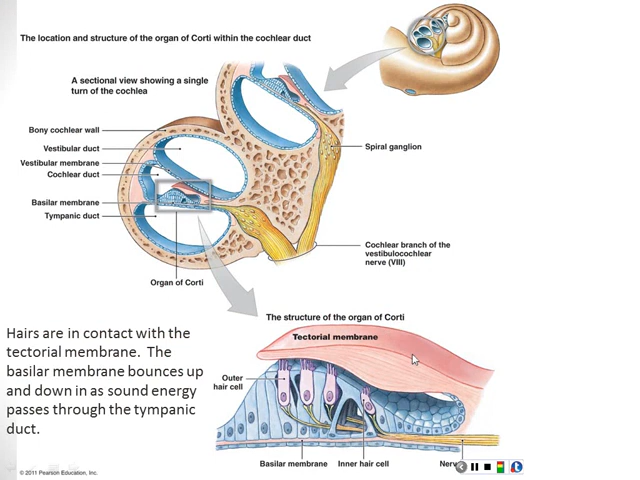 The location and structure of the organ of Corti within the cochlear duct
A sectional view showing a single
turn of the cochlea
Bony cochlear wall
Vestibular duct
Vestibular membrane
Cochlear duct
Basilar membrane
Tympanic duct
Organ of Corti
Spiral ganglion
Cochlear branch of the
vestibulocochlear
nerve (VIII)
The structure of the organ of Corti
Tectorial membrane
Outer
hair cell
Basilar membrane
Inner hair cell
Hairs are in contact with the
tectorial membrane.  The
basilar membrane bounces up
and down in as sound energy
passes through the tympanic
duct.
© 2011 Pearson Education, Inc.